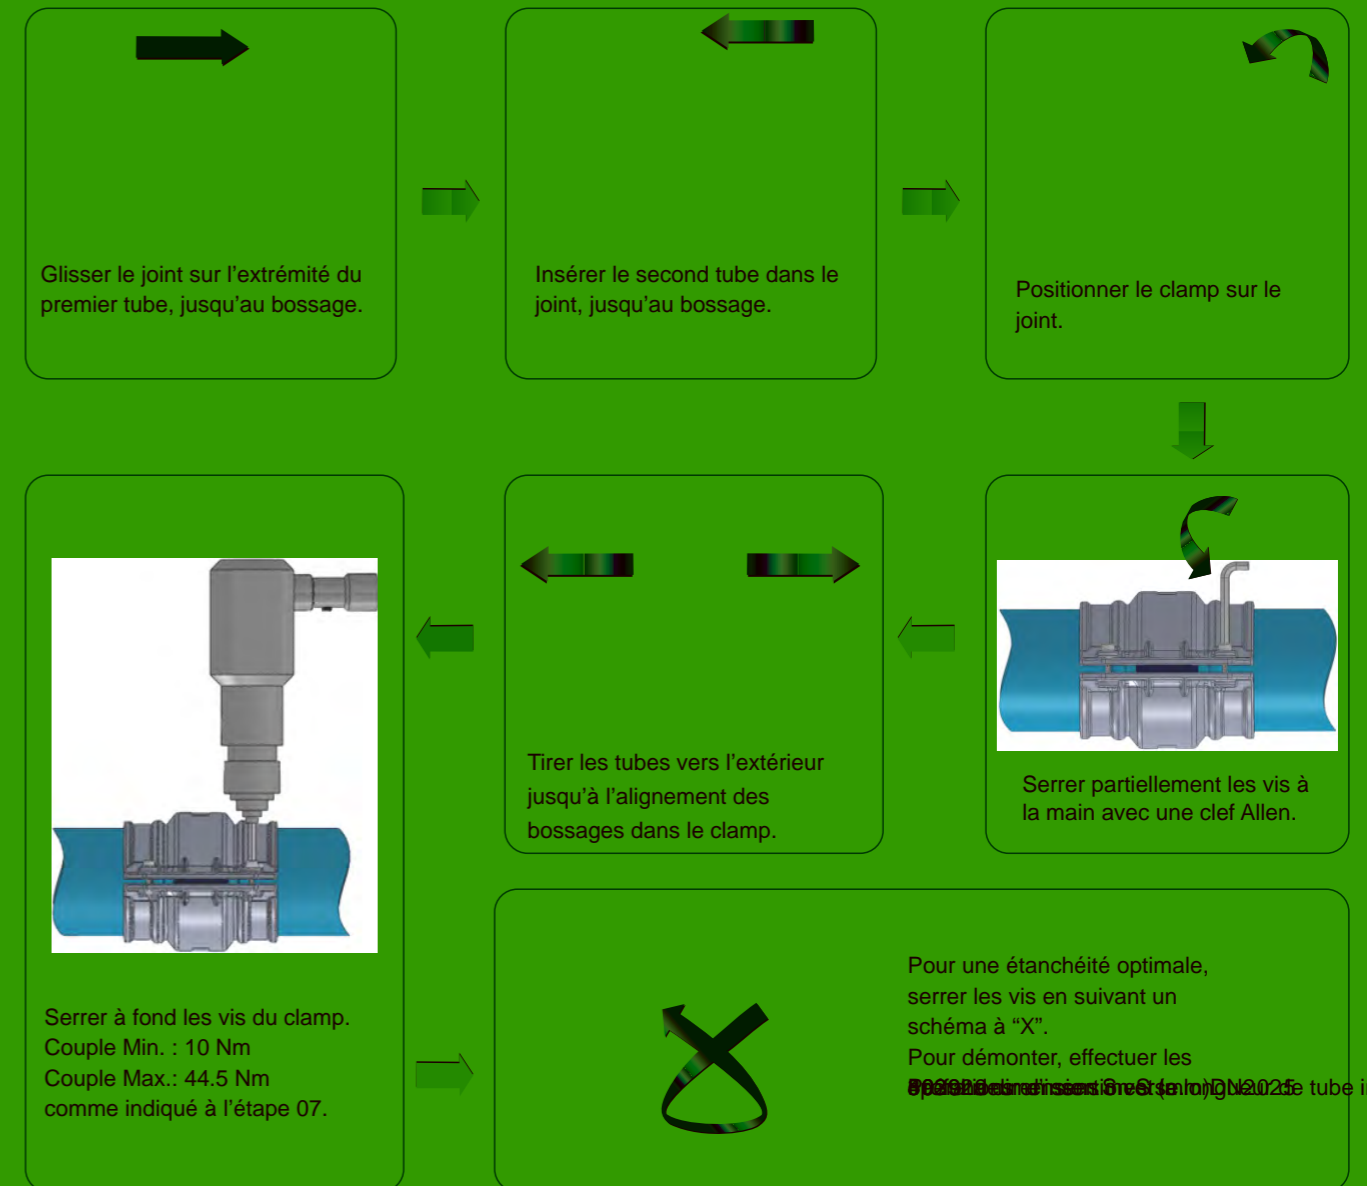 Glisser le joint sur l’extrémité du
premier tube, jusqu’au bossage.
Insérer le second tube dans le
joint, jusqu’au bossage.
Positionner le clamp sur le
joint.
Serrer partiellement les vis à
la main avec une clef Allen.
Tirer les tubes vers l’extérieur
jusqu’à l’alignement des
bossages dans le clamp.
Serrer à fond les vis du clamp.
Couple Min. : 10 Nm
Couple Max.: 44.5 Nm
comme indiqué à l’étape 07.
Pour une étanchéité optimale,
serrer les vis en suivant un
schéma à “X”.
Pour démonter, effectuer les
de tube